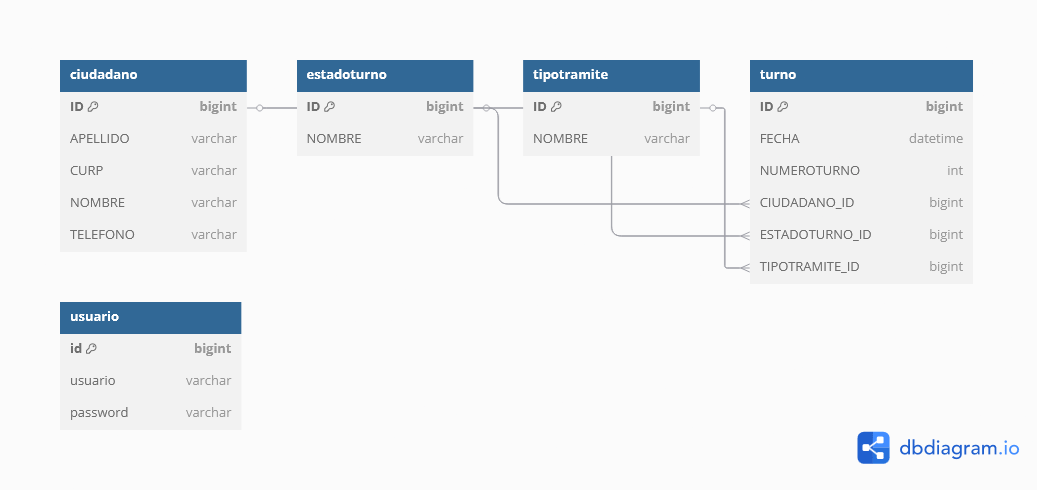 ciudadano
ID bigint
APELLIDO varchar
CURP varchar
NOMBRE varchar
TELEFONO varchar
estadoturno
ID bigint
NOMBRE varchar
tipotramite
ID bigint
NOMBRE varchar
turno
ID bigint
FECHA datetime
NUMEROTURNO int
CIUDADANO_ID bigint
ESTADOTURNO_ID bigint
TIPOTRAMITE_ID bigint
usuario
id bigint
usuario varchar
password varchar
dbdiagram.io